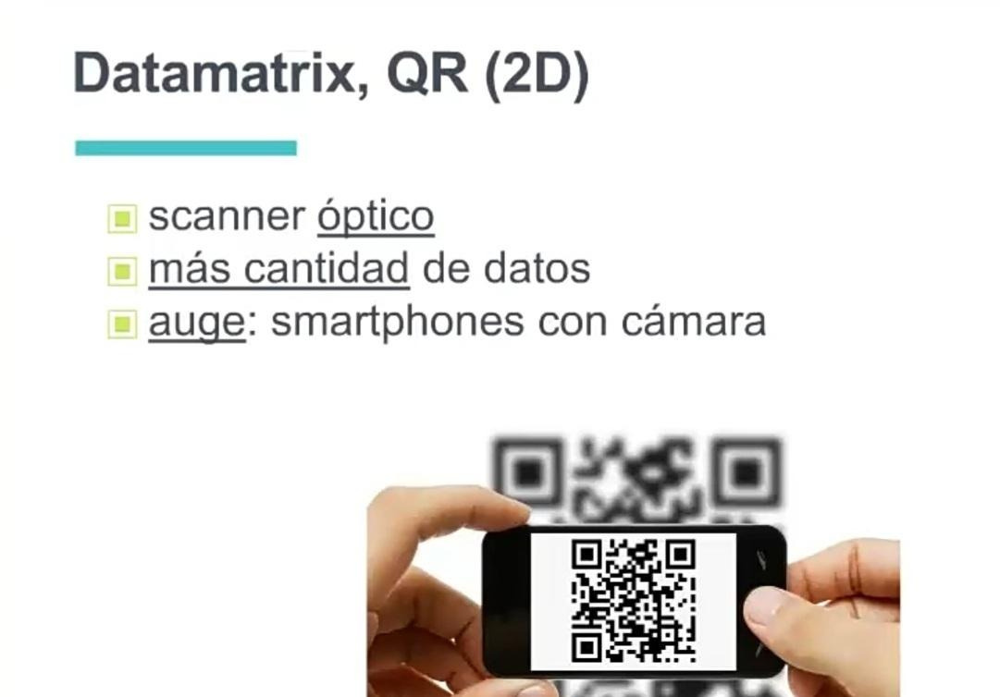 Datamatrix, QR (2D)
scanner óptico
más cantidad de datos
auge: smartphones con cámara